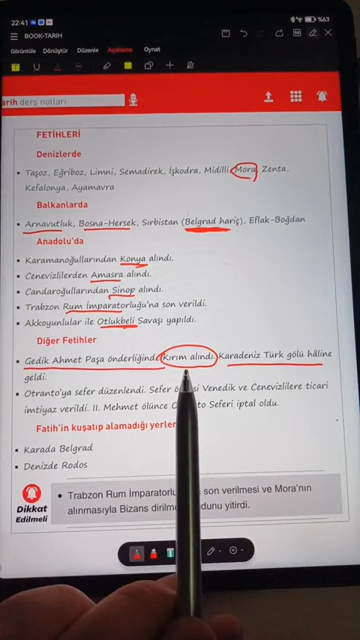 22:41
%63
BOOK-TARIH
Görüntüle Dönüştür Düzenle Açıklama Oynat
arih ders notları
FETİHLERİ
Denizlerde
• Taşoz, Eğriboz, Limni, Semadirek, İşkodra, Midilli, Mora, Zenta,
Kefalonya, Ayamavra
Balkanlarda
• Arnavutluk, Bosna-Hersek, Sırbistan (Belgrad hariç), Eflak-Boğdan
Anadolu'da
• Karamanoğullarından Konya alındı.
• Cenevizlilerden Amasra alındı.
• Candaroğullarından Sinop alındı.
• Trabzon Rum İmparatorluğu'na son verildi.
• Akkoyunlular ile Otlukbeli Savaşı yapıldı.
Diğer Fetihler
• Gedik Ahmet Paşa önderliğinde Kırım alındı. Karadeniz Türk gölü hâline
geldi.
• Otranto'ya sefer düzenlendi. Sefer Venedik ve Cenevizlilere ticari
imtiyaz verildi. II. Mehmet ölünce Seferi iptal oldu.
Fatih'in kuşatıp alamadığı yerler
• Karada Belgrad
• Denizde Rodos
Dikkat
Edilmeli
• Trabzon Rum son verilmesi ve Mora'nın
alınmasıyla Bizans yitirdi.